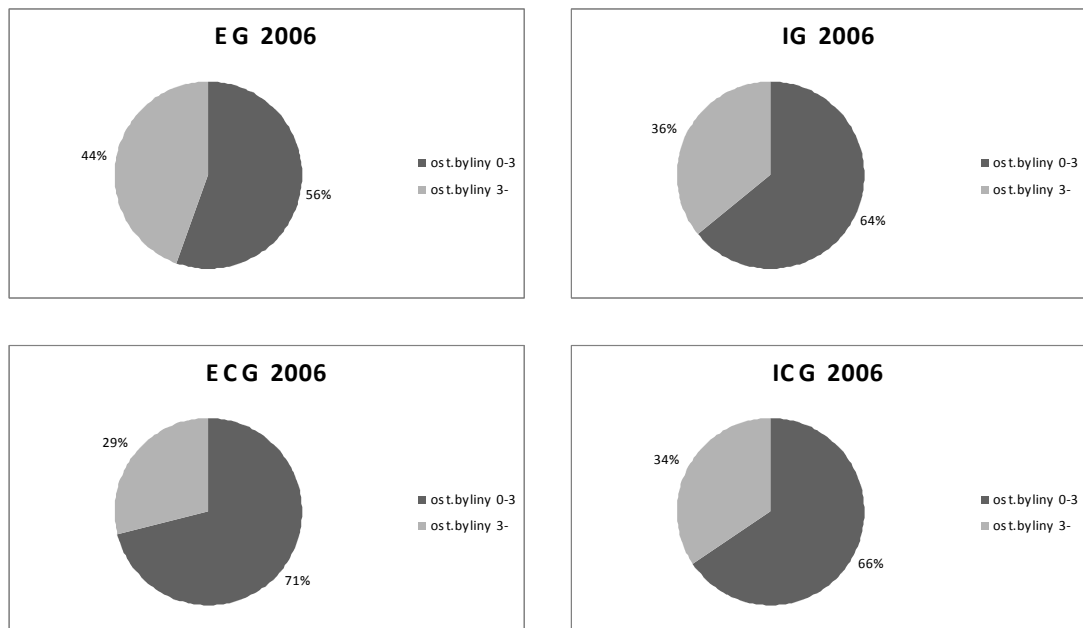 EG 2006
44%
56%
ost.byliny 0-3
ost.byliny 3-
IG 2006
36%
64%
ost.byliny 0-3
ost.byliny 3-
ECG 2006
29%
71%
ost.byliny 0-3
ost.byliny 3-
ICG 2006
34%
66%
ost.byliny 0-3
ost.byliny 3-